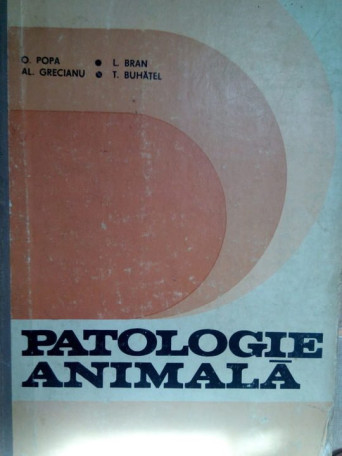 O. POPA ● L. BRAN
AL. GRECIANU ● T. BUHĂTEL
PATOLOGIE
ANIMALĂ